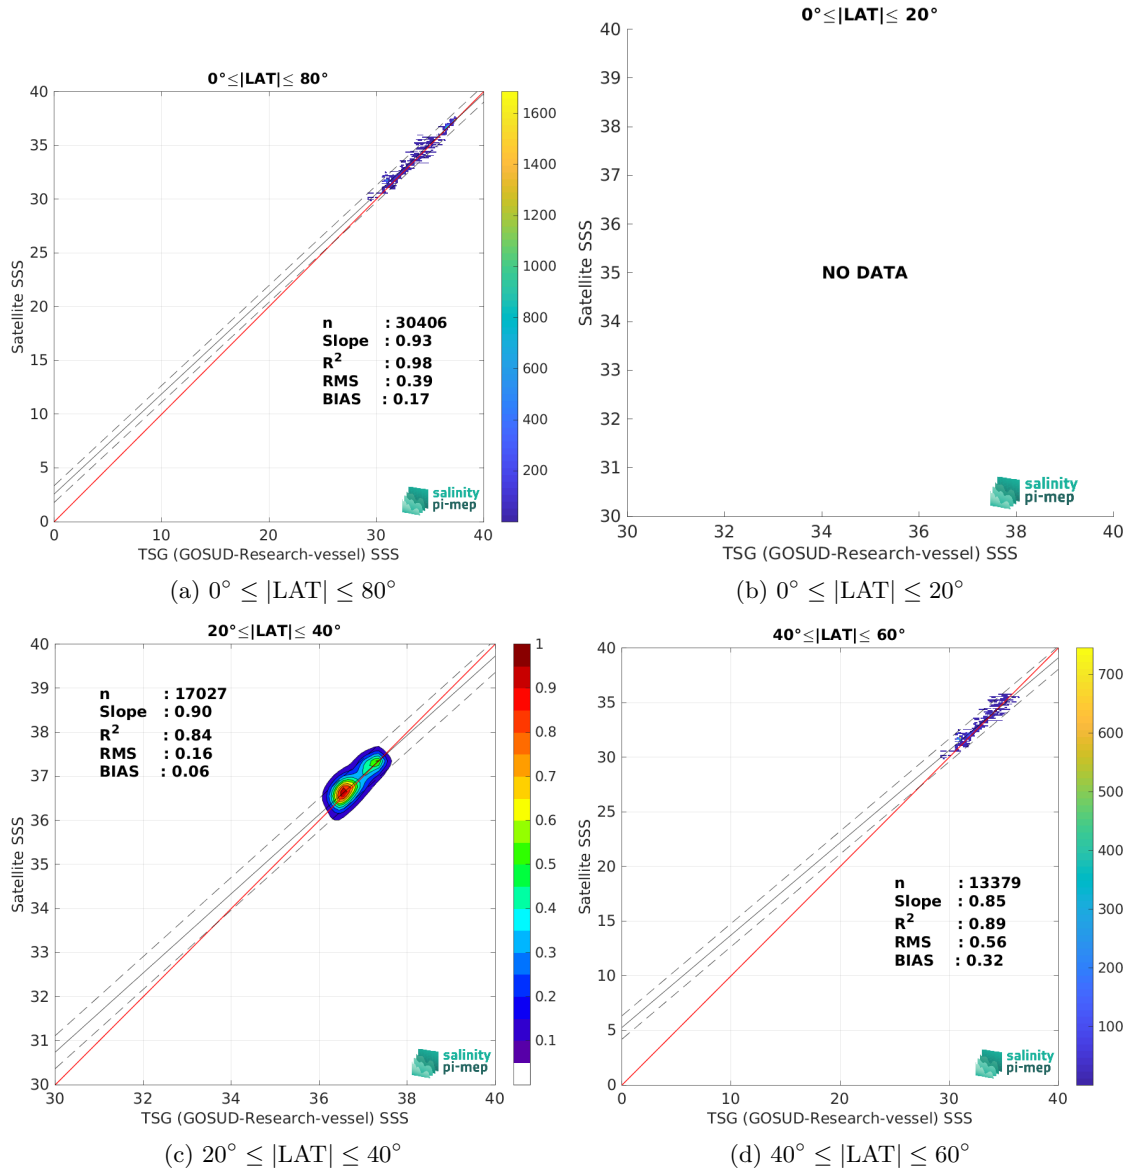 0°≤|LAT|≤ 80°
40
35
30
25
20
15
10
5
0
Satellite SSS
n : 30406
Slope : 0.93
R² : 0.98
RMS : 0.39
BIAS : 0.17
salinity
pi-mep
0 10 20 30 40
TSG (GOSUD-Research-vessel) SSS
1600
1400
1200
1000
800
600
400
200
(a) 0° ≤ |LAT| ≤ 80°
0°≤|LAT|≤ 20°
40
39
38
37
36
35
34
33
32
31
30
Satellite SSS
NO DATA
salinity
pi-mep
30 32 34 36 38 40
TSG (GOSUD-Research-vessel) SSS
(b) 0° ≤ |LAT| ≤ 20°
20°≤|LAT|≤ 40°
40
39
38
37
36
35
34
33
32
31
30
Satellite SSS
n : 17027
Slope : 0.90
R² : 0.84
RMS : 0.16
BIAS : 0.06
salinity
pi-mep
30 32 34 36 38 40
TSG (GOSUD-Research-vessel) SSS
1
0.9
0.8
0.7
0.6
0.5
0.4
0.3
0.2
0.1
(c) 20° ≤ |LAT| ≤ 40°
40°≤|LAT|≤ 60°
40
35
30
25
20
15
10
5
0
Satellite SSS
n : 13379
Slope : 0.85
R² : 0.89
RMS : 0.56
BIAS : 0.32
salinity
pi-mep
0 10 20 30 40
TSG (GOSUD-Research-vessel) SSS
700
600
500
400
300
200
100
(d) 40° ≤ |LAT| ≤ 60°